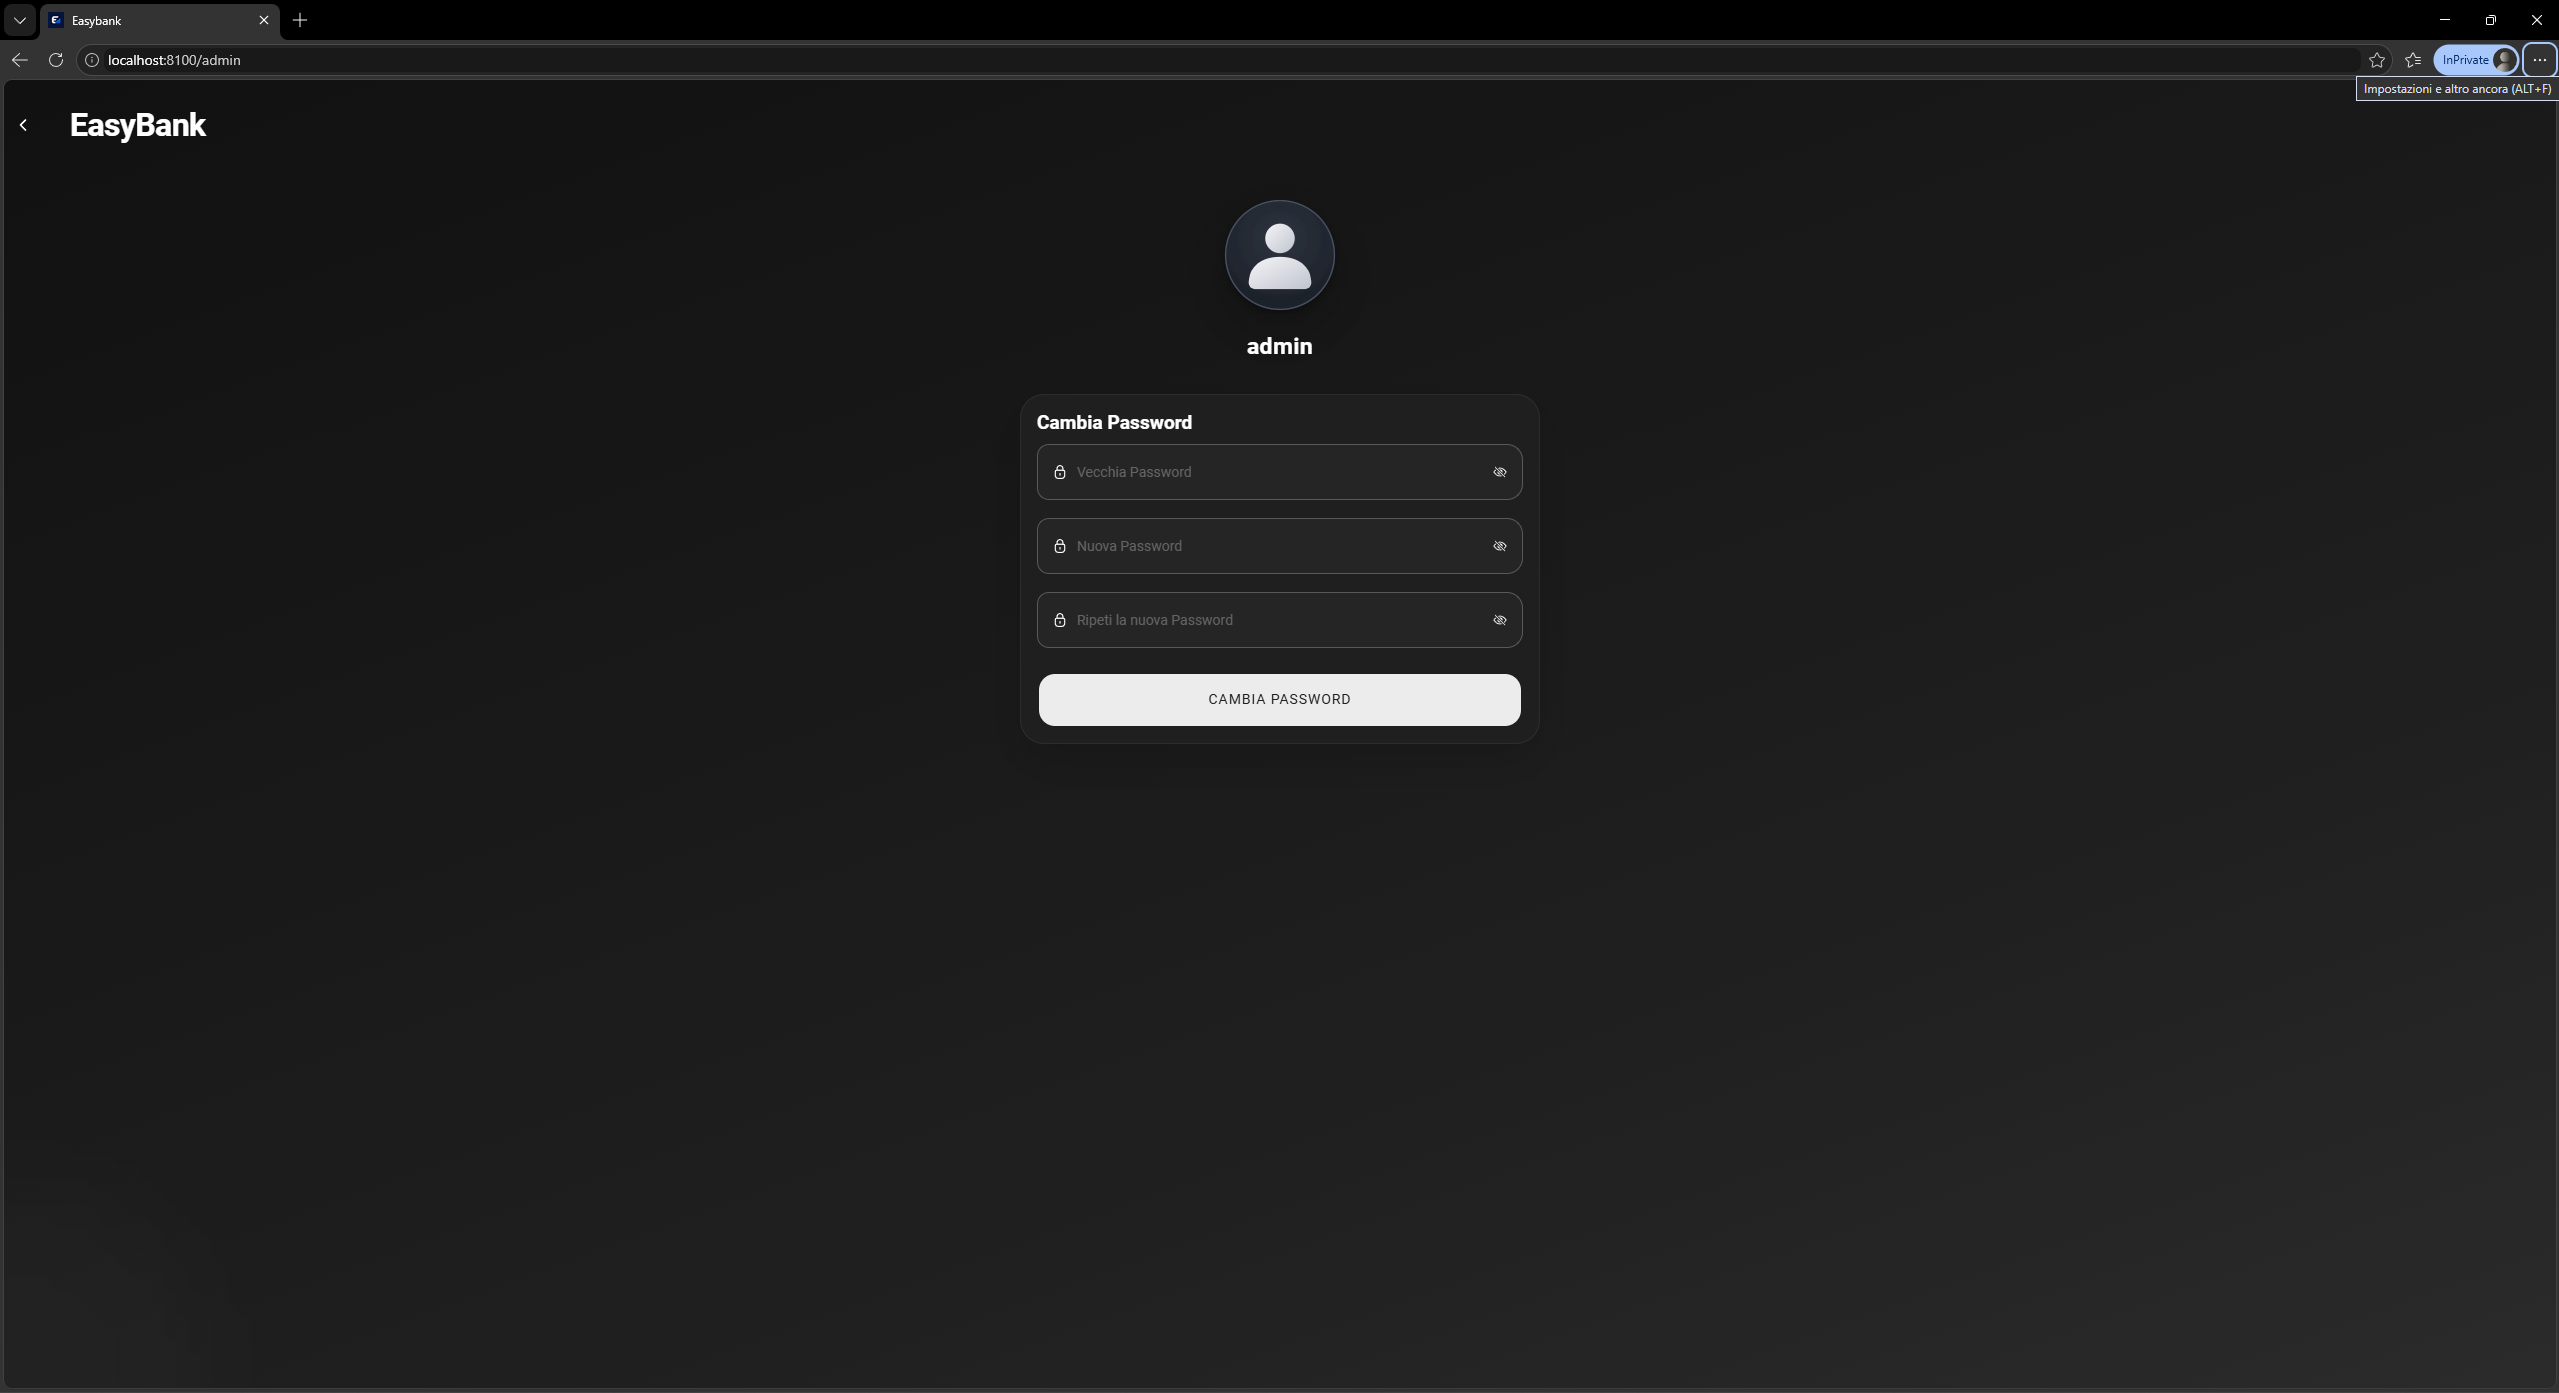 Easybank
localhost:8100/admin
InPrivate
Impostazioni e altro ancora (ALT+F)
EasyBank
admin
Cambia Password
Vecchia Password
Nuova Password
Ripeti la nuova Password
CAMBIA PASSWORD